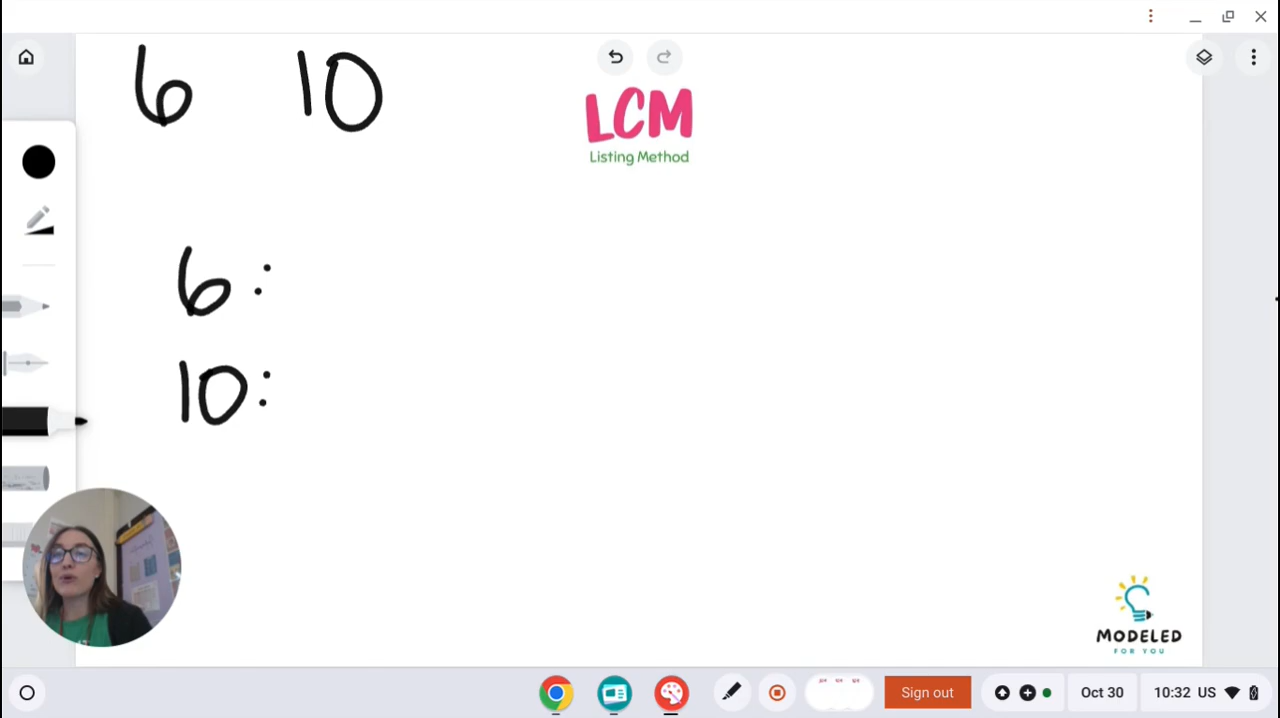 6 10
LCM
Listing Method
6:
10:
MODELED
FOR YOU
Sign out
Oct 30
10:32 US